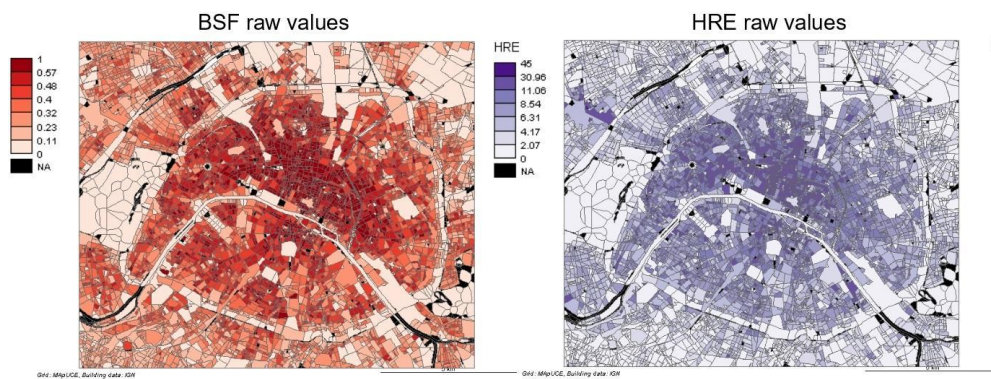 BSF raw values
1
0.57
0.48
0.4
0.32
0.23
0.11
0
NA
Grid: MApUCE, Building data: IGN
HRE raw values
HRE
45
30.96
11.06
8.54
6.31
4.17
2.07
0
NA
Grid: MApUCE, Building data: IGN